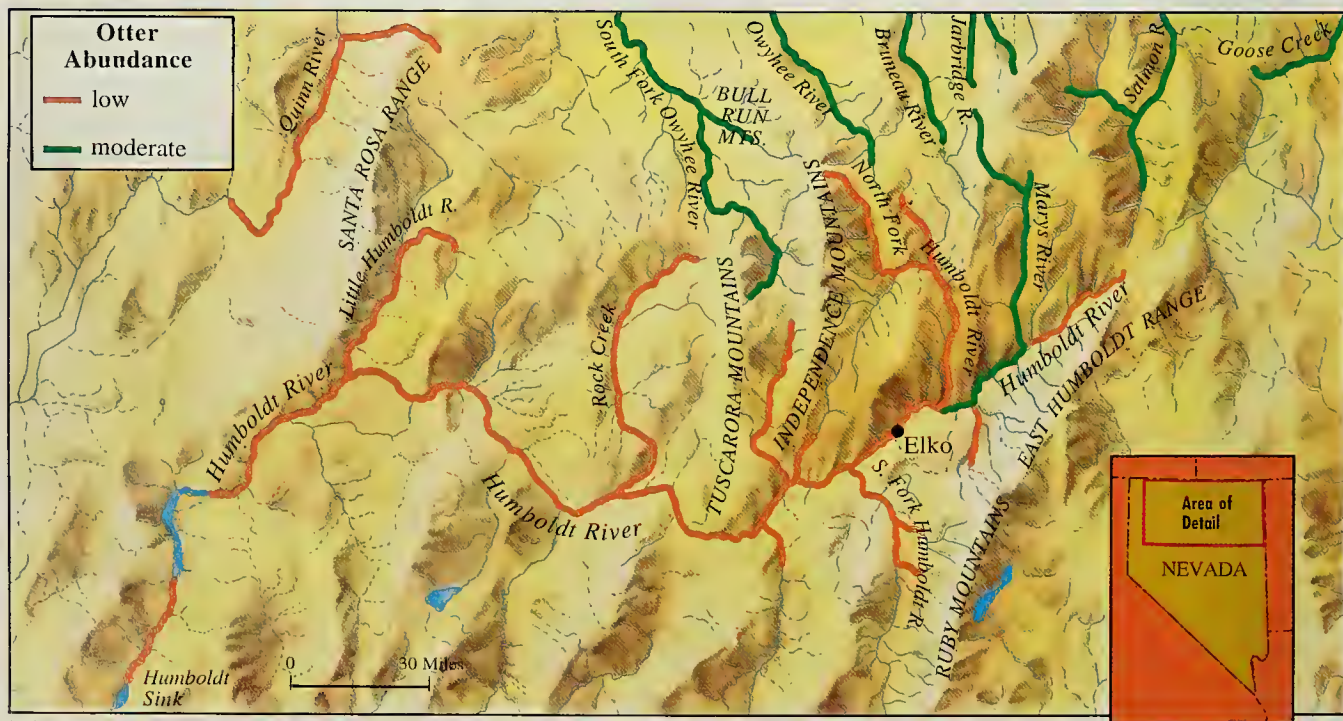 Otter
Abundance
low
moderate
Quinn River
SANTA ROSA RANGE
Little Humboldt R.
South Fork Owyhee River
BULL
RUN
MTS.
Owyhee River
Bruneau River
Jarbridge R.
Salmon R.
Goose Creek
North Fork
Humboldt River
Marys River
INDEPENDENCE MOUNTAINS
TUSCARORA MOUNTAINS
Rock Creek
Humboldt River
Humboldt River
Humboldt River
EAST HUMBOLDT RANGE
Elko
S. Fork Humboldt R.
RUBY MOUNTAINS
0 30 Miles
Humboldt
Sink
Area of
Detail
NEVADA